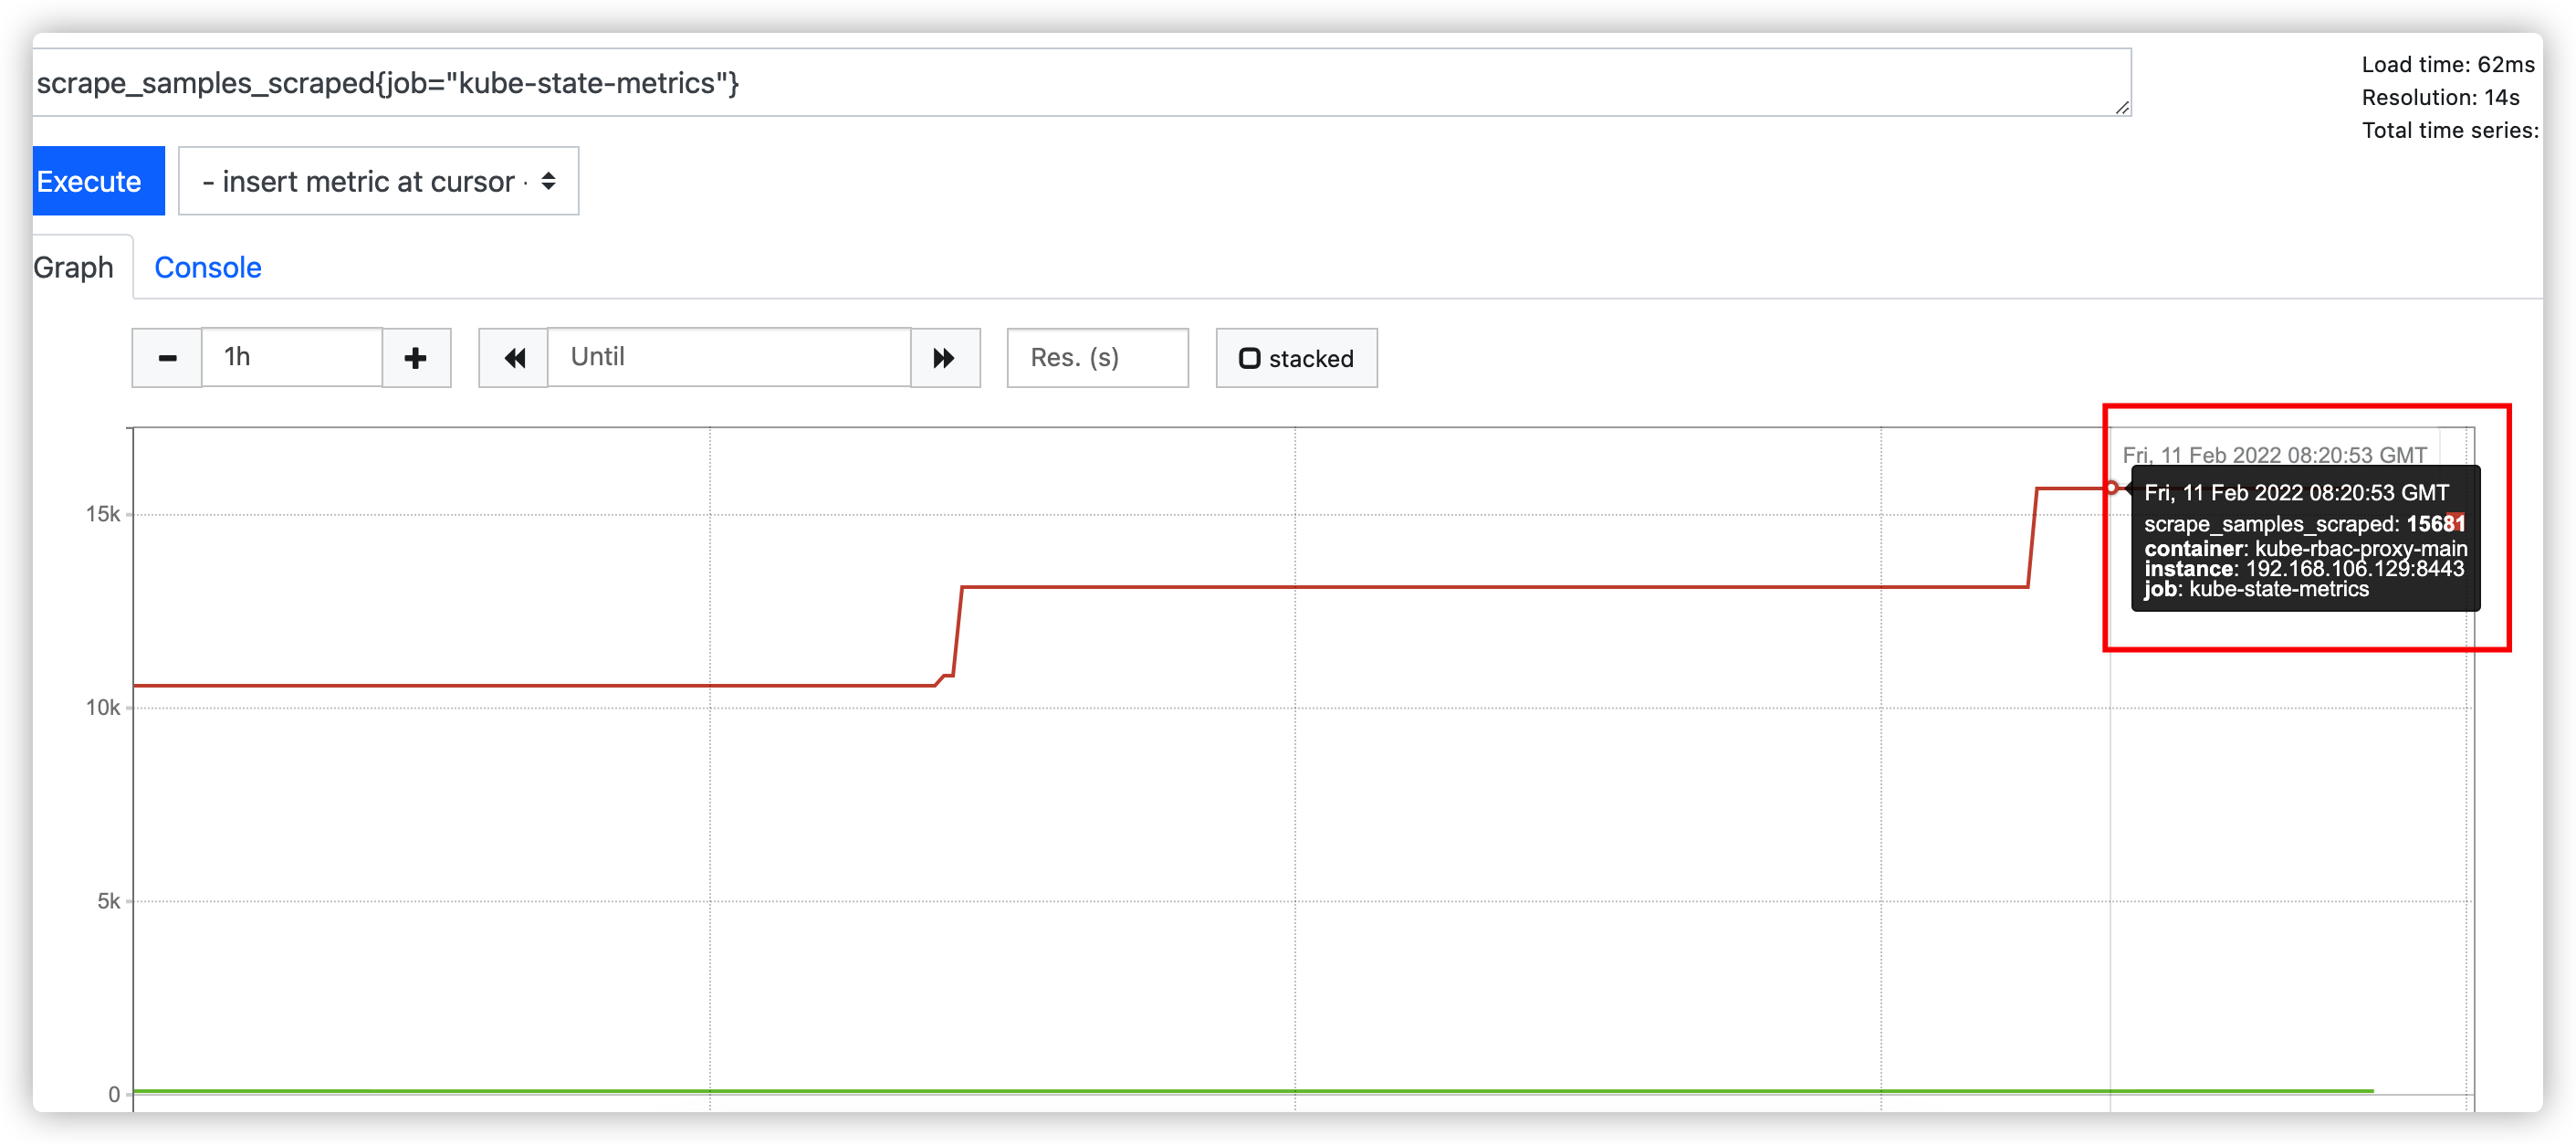 scrape_samples_scraped{job="kube-state-metrics"}
Load time: 62ms
Resolution: 14s
Total time series:
Execute
- insert metric at cursor -
Graph
Console
1h
Until
Res. (s)
stacked
Fri, 11 Feb 2022 08:20:53 GMT
Fri, 11 Feb 2022 08:20:53 GMT
scrape_samples_scraped: 15681
container: kube-rbac-proxy-main
instance: 192.168.106.129:8443
job: kube-state-metrics
15k
10k
5k
0